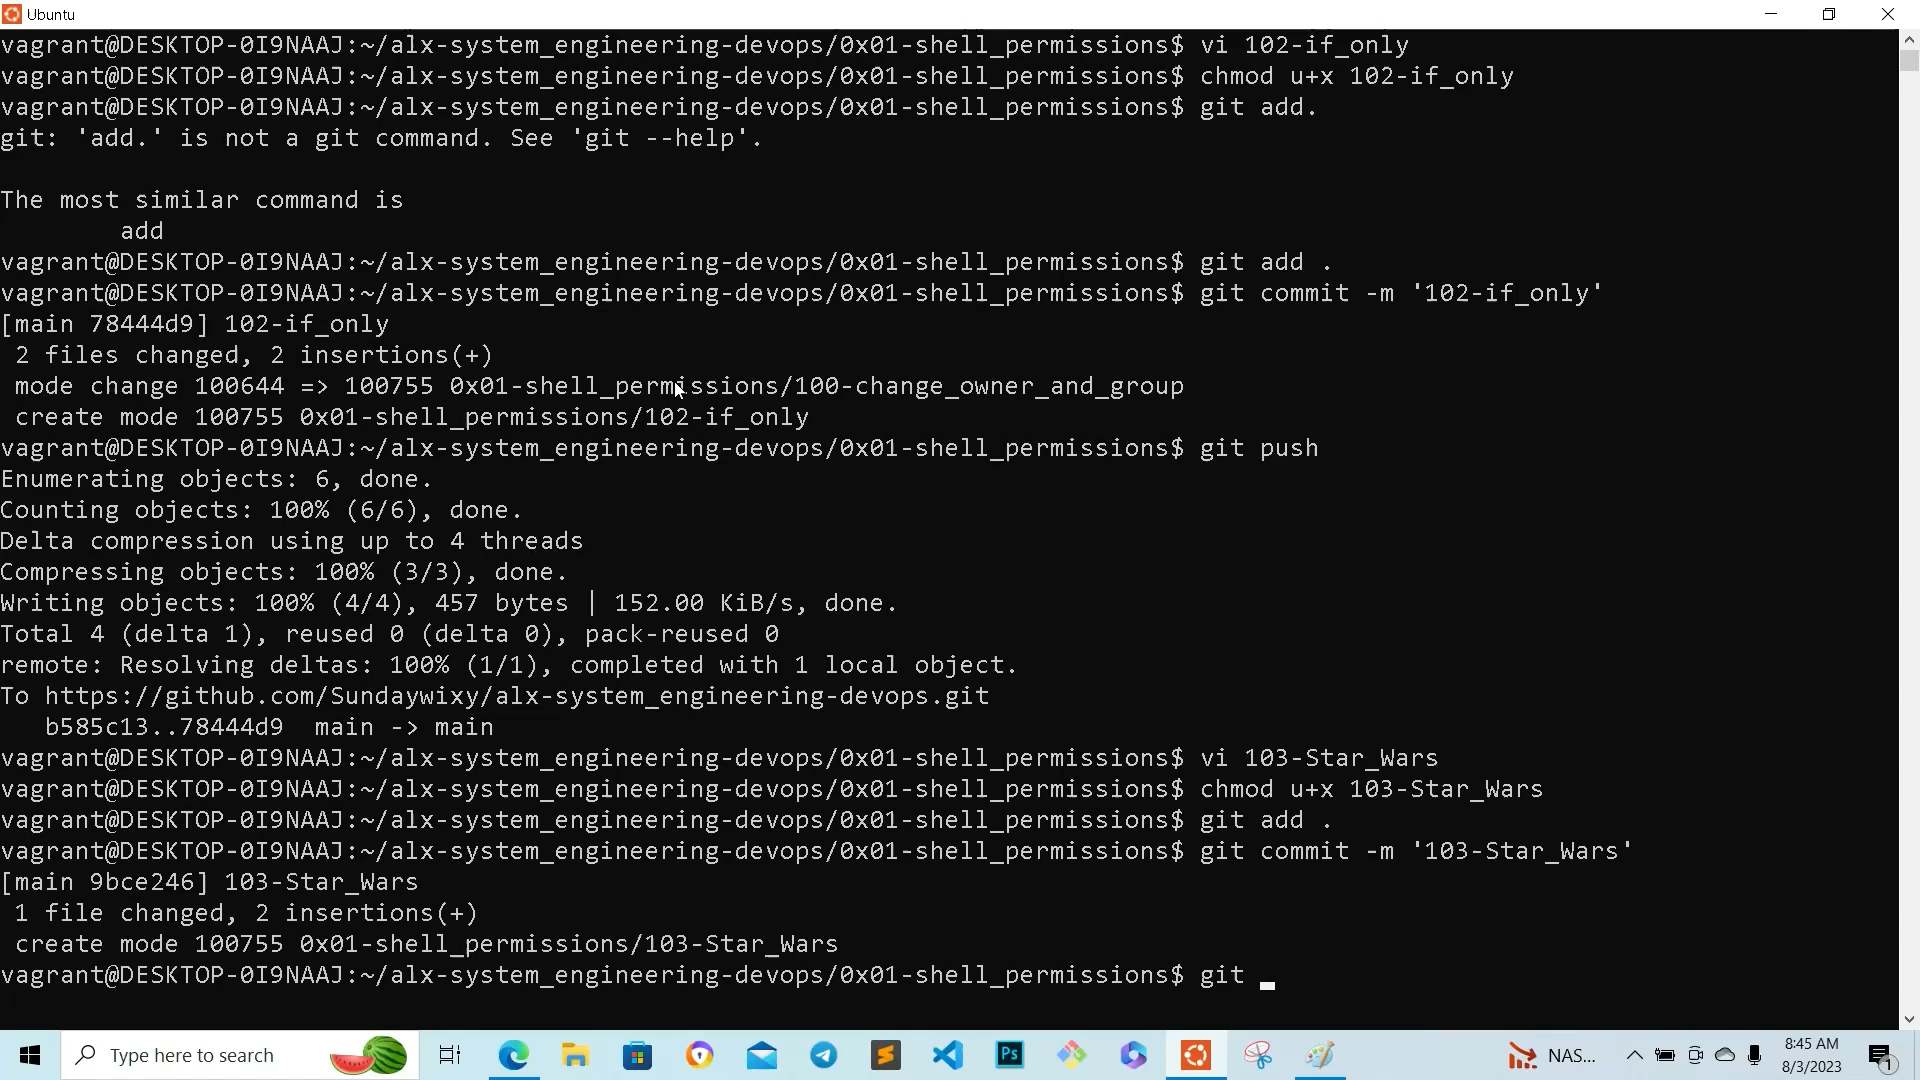 Ubuntu
vagrant@DESKTOP-0I9NAAJ:~/alx-system_engineering-devops/0x01-shell_permissions$ vi 102-if_only
vagrant@DESKTOP-0I9NAAJ:~/alx-system_engineering-devops/0x01-shell_permissions$ chmod u+x 102-if_only
vagrant@DESKTOP-0I9NAAJ:~/alx-system_engineering-devops/0x01-shell_permissions$ git add.
git: 'add.' is not a git command. See 'git --help'.
The most similar command is
        add
vagrant@DESKTOP-0I9NAAJ:~/alx-system_engineering-devops/0x01-shell_permissions$ git add .
vagrant@DESKTOP-0I9NAAJ:~/alx-system_engineering-devops/0x01-shell_permissions$ git commit -m '102-if_only'
[main 78444d9] 102-if_only
 2 files changed, 2 insertions(+)
 mode change 100644 => 100755 0x01-shell_permissions/100-change_owner_and_group
 create mode 100755 0x01-shell_permissions/102-if_only
vagrant@DESKTOP-0I9NAAJ:~/alx-system_engineering-devops/0x01-shell_permissions$ git push
Enumerating objects: 6, done.
Counting objects: 100% (6/6), done.
Delta compression using up to 4 threads
Compressing objects: 100% (3/3), done.
Writing objects: 100% (4/4), 457 bytes | 152.00 KiB/s, done.
Total 4 (delta 1), reused 0 (delta 0), pack-reused 0
remote: Resolving deltas: 100% (1/1), completed with 1 local object.
To https://github.com/Sundaywixy/alx-system_engineering-devops.git
   b585c13..78444d9  main -> main
vagrant@DESKTOP-0I9NAAJ:~/alx-system_engineering-devops/0x01-shell_permissions$ vi 103-Star_Wars
vagrant@DESKTOP-0I9NAAJ:~/alx-system_engineering-devops/0x01-shell_permissions$ chmod u+x 103-Star_Wars
vagrant@DESKTOP-0I9NAAJ:~/alx-system_engineering-devops/0x01-shell_permissions$ git add .
vagrant@DESKTOP-0I9NAAJ:~/alx-system_engineering-devops/0x01-shell_permissions$ git commit -m '103-Star_Wars'
[main 9bce246] 103-Star_Wars
 1 file changed, 2 insertions(+)
 create mode 100755 0x01-shell_permissions/103-Star_Wars
vagrant@DESKTOP-0I9NAAJ:~/alx-system_engineering-devops/0x01-shell_permissions$ git
Type here to search
Ps
NAS...
8:45 AM
8/3/2023
1